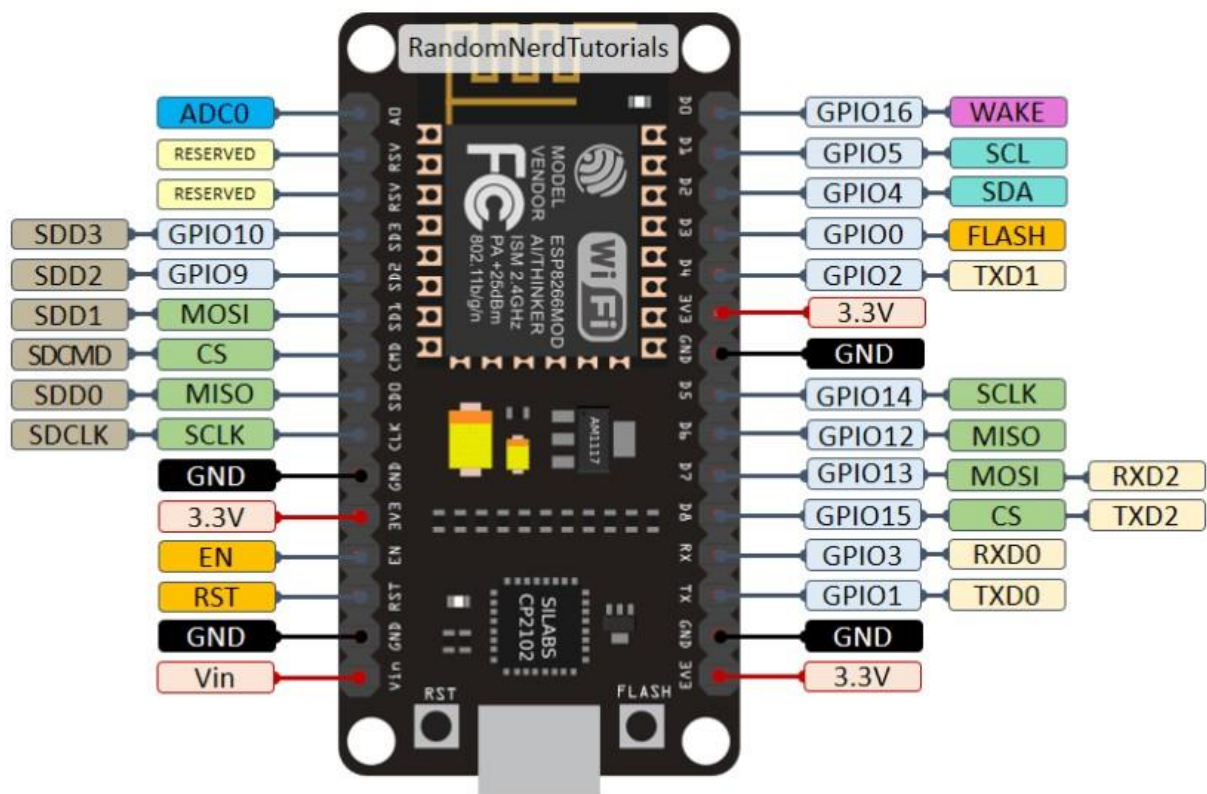 RandomNerdTutorials
ADC0 A0 D0 GPIO16 WAKE
RESERVED RSV D1 GPIO5 SCL
RESERVED RSV D2 GPIO4 SDA
SDD3 GPIO10 SD3 D3 GPIO0 FLASH
SDD2 GPIO9 SD2 D4 GPIO2 TXD1
SDD1 MOSI SD1 3V3 3.3V
SDCMD CS CMD GND GND
SDD0 MISO SD0 D5 GPIO14 SCLK
SDCLK SCLK CLK D6 GPIO12 MISO
GND GND D7 GPIO13 MOSI RXD2
3.3V 3V3 D8 GPIO15 CS TXD2
EN EN RX GPIO3 RXD0
RST RST TX GPIO1 TXD0
GND GND GND GND
Vin Vin 3V3 3.3V
MODEL ESP8266MOD
VENDOR AI/THINKER
ISM 2.4GHz
PA +25dBm
802.11b/g/n
FC
WiFi
AM1117
SILABS
CP2102
RST
FLASH